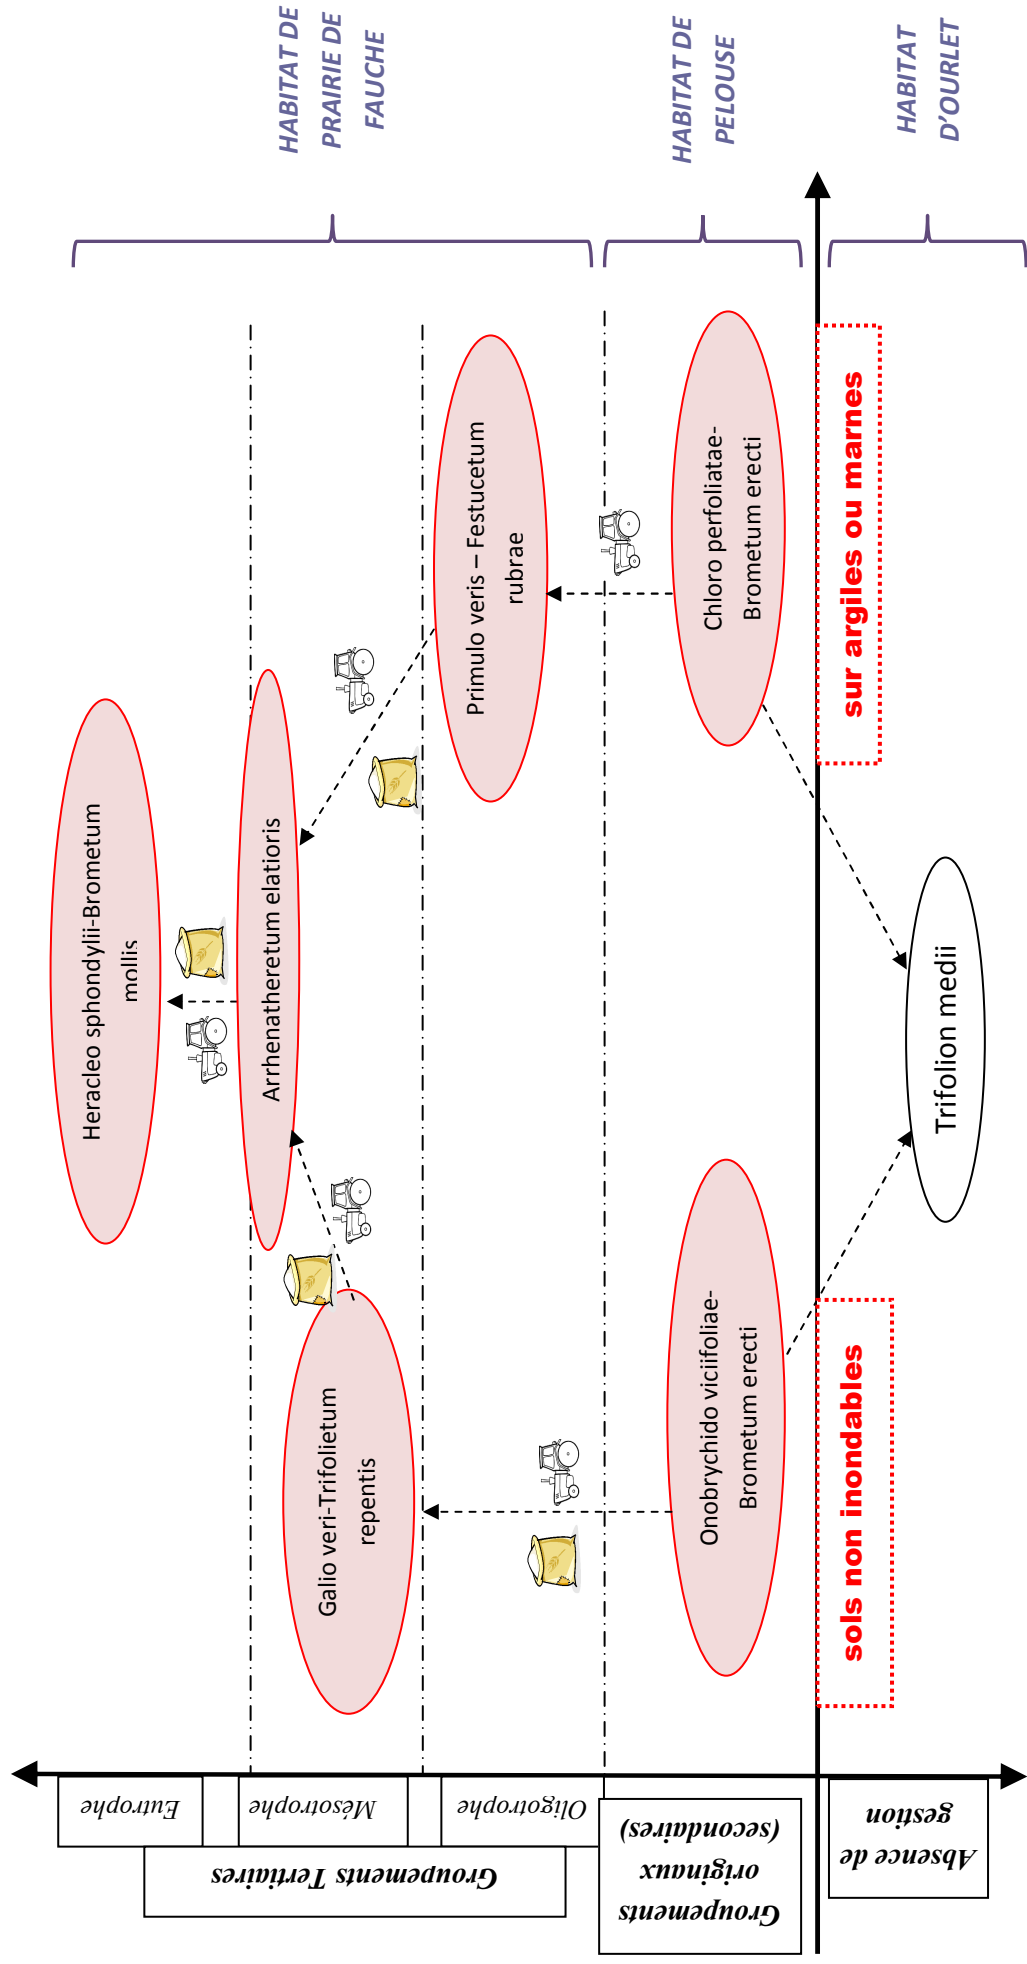 Eutrophe
Mésotrophe
Oligotrophe
Groupements Tertiaires
Groupements
originaux
(secondaires)
Absence de
gestion
Heracleo sphondylii-Brometum
mollis
Arrhenatheretum elatioris
Galio veri-Trifolietum
repentis
Primulo veris – Festucetum
rubrae
Onobrychido viciifoliae-
Brometum erecti
Chloro perfoliatae-
Brometum erecti
sols non inondables
sur argiles ou marnes
Trifolion medii
HABITAT DE
PRAIRIE DE
FAUCHE
HABITAT DE
PELOUSE
HABITAT
D'OURLET